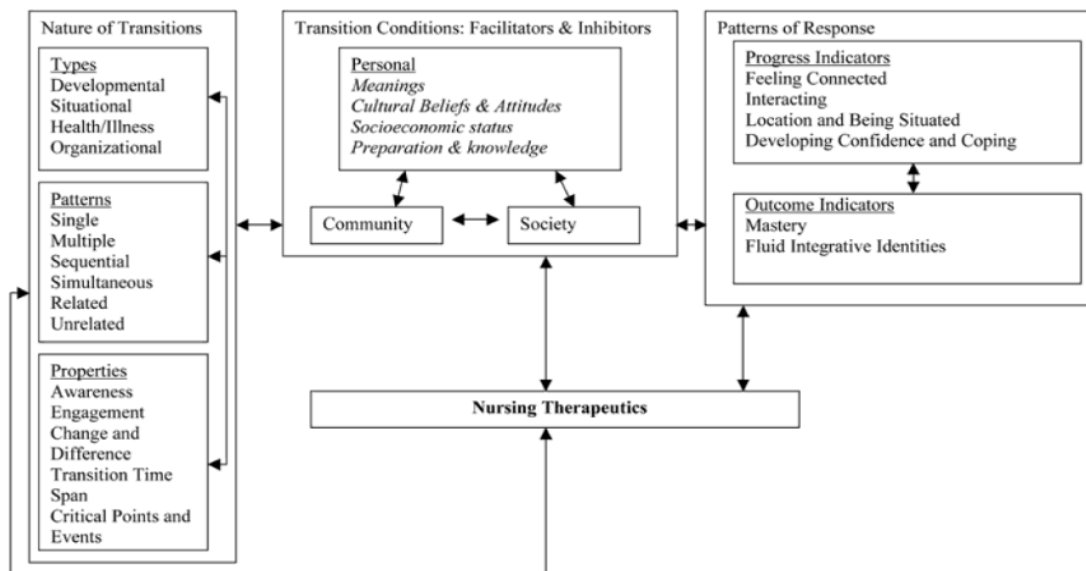 Nature of Transitions
Types
Developmental
Situational
Health/Illness
Organizational
Patterns
Single
Multiple
Sequential
Simultaneous
Related
Unrelated
Properties
Awareness
Engagement
Change and
Difference
Transition Time
Span
Critical Points and
Events
Transition Conditions: Facilitators & Inhibitors
Personal
Meanings
Cultural Beliefs & Attitudes
Socioeconomic status
Preparation & knowledge
Community
Society
Patterns of Response
Progress Indicators
Feeling Connected
Interacting
Location and Being Situated
Developing Confidence and Coping
Outcome Indicators
Mastery
Fluid Integrative Identities
Nursing Therapeutics